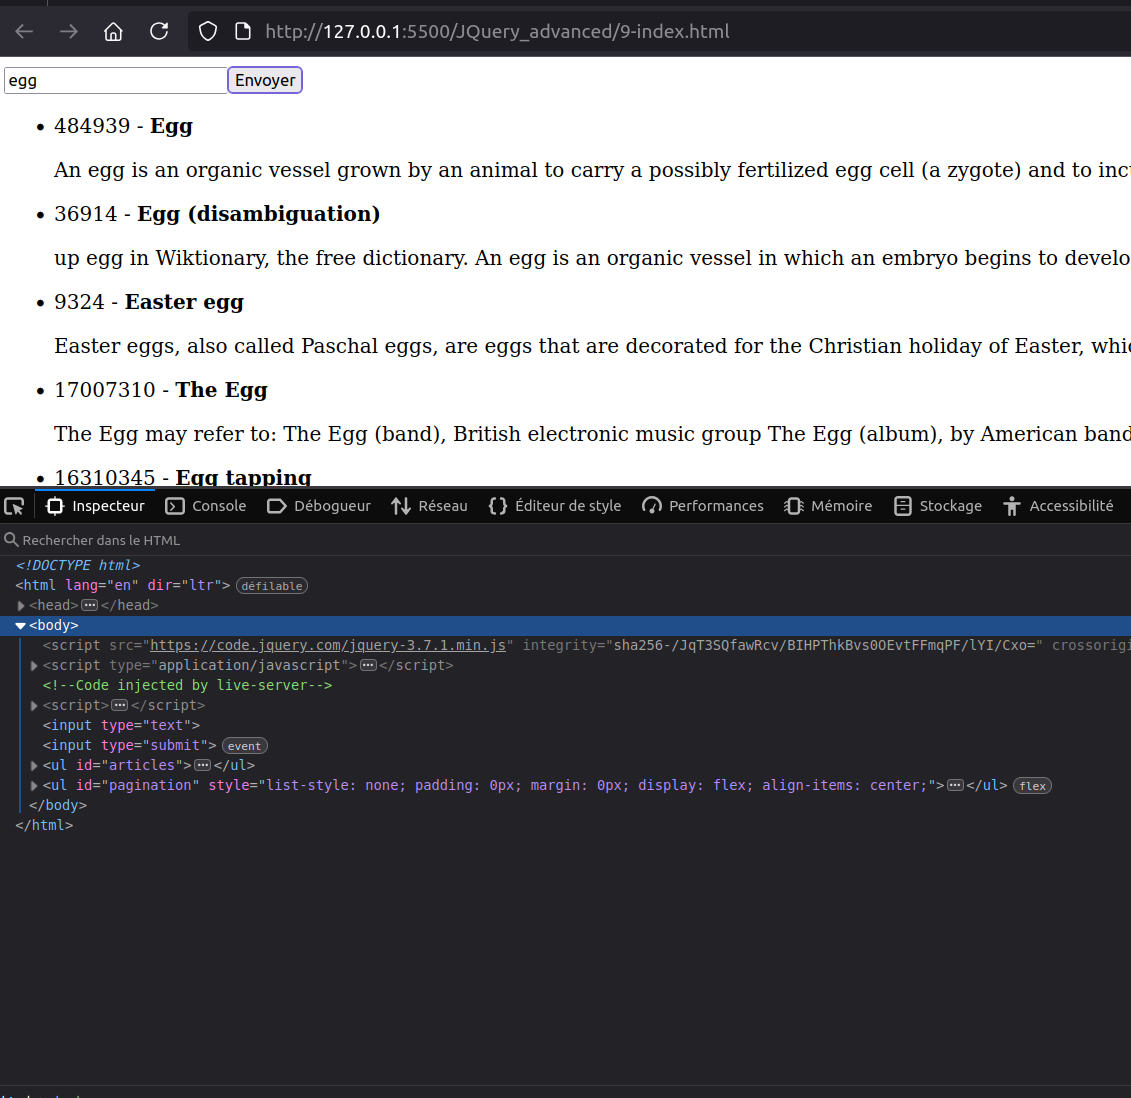 http://127.0.0.1:5500/JQuery_advanced/9-index.html
egg Envoyer
484939 - Egg
An egg is an organic vessel grown by an animal to carry a possibly fertilized egg cell (a zygote) and to
36914 - Egg (disambiguation)
up egg in Wiktionary, the free dictionary. An egg is an organic vessel in which an embryo begins to
9324 - Easter egg
Easter eggs, also called Paschal eggs, are eggs that are decorated for the Christian holiday of Easter,
17007310 - The Egg
The Egg may refer to: The Egg (band), British electronic music group The Egg (album), by American band
16310345 - Egg tapping
Inspecteur Console Débogueur Réseau Éditeur de style Performances Mémoire Stockage Accessibilité
Rechercher dans le HTML
<!DOCTYPE html>
<html lang="en" dir="ltr"> défilable
<head>
</head>
<body>
<script src="https://code.jquery.com/jquery-3.7.1.min.js" integrity="sha256-/JqT3SQfawRcv/BIHPThkBvs0OEvtFFmqPF/lYI/Cxo="
<script type="application/javascript"> </script>
<!--Code injected by live-server-->
<script> </script>
<input type="text">
<input type="submit"> event
<ul id="articles"> </ul>
<ul id="pagination" style="list-style: none; padding: 0px; margin: 0px; display: flex; align-items: center;"> </ul> flex
</body>
</html>